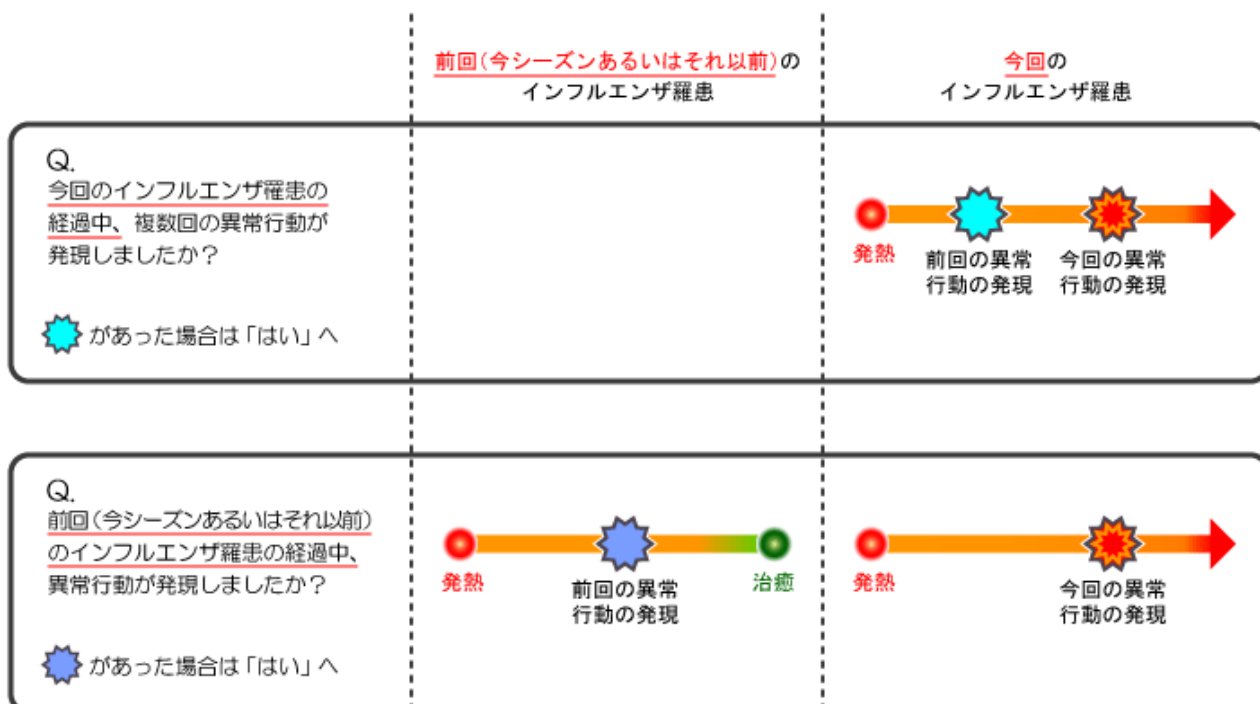 前回(今シーズンあるいはそれ以前)の
インフルエンザ羅患
今回の
インフルエンザ羅患
Q.
今回のインフルエンザ罹患の
経過中、複数回の異常行動が
発現しましたか？
があった場合は「はい」へ
発熱
前回の異常
行動の発現
今回の異常
行動の発現
Q.
前回(今シーズンあるいはそれ以前)
のインフルエンザ羅患の経過中、
異常行動が発現しましたか？
があった場合は「はい」へ
発熱
前回の異常
行動の発現
治癒
発熱
今回の異常
行動の発現